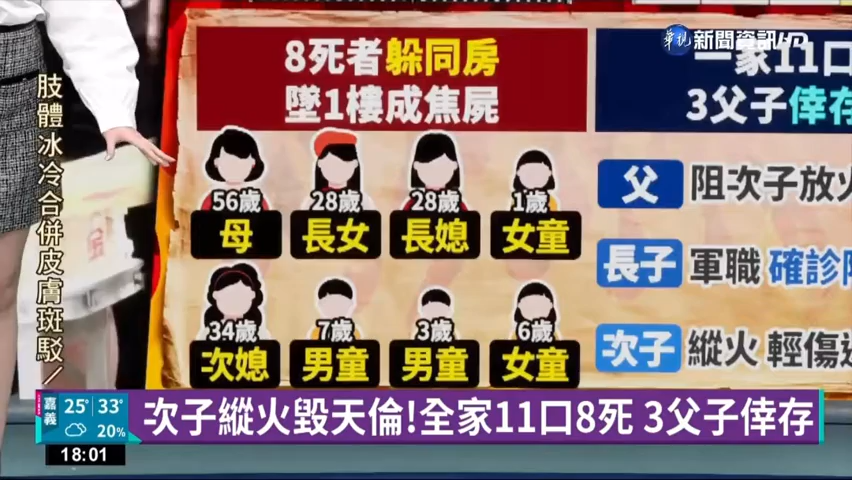 華視新聞資訊HD
8死者躲同房
墜1樓成焦屍
56歲
28歲
28歲
1歲
母
長女
長媳
女童
34歲
7歲
3歲
6歲
次媳
男童
男童
女童
一家11口
3父子倖存
父 阻次子放火
長子 軍職 確診
次子 縱火 輕傷
肢體冰冷合併皮膚斑駁/
嘉義
25° 33°
20%
18:01
次子縱火毀天倫!全家11口8死 3父子倖存